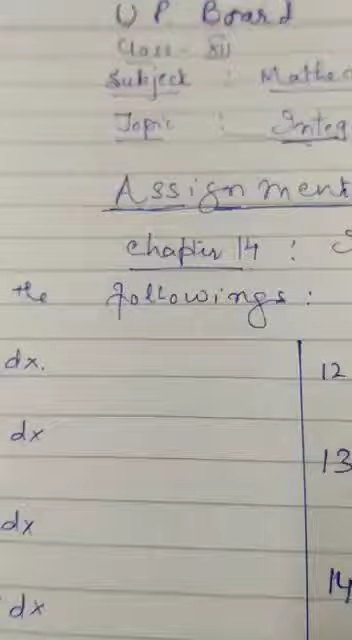 U P. Board
Class - XII
Subject : Mathe
Topic : Integ
Assignment
Chapter 14 :
the followings :
dx. 12
dx 13
dx 14
dx